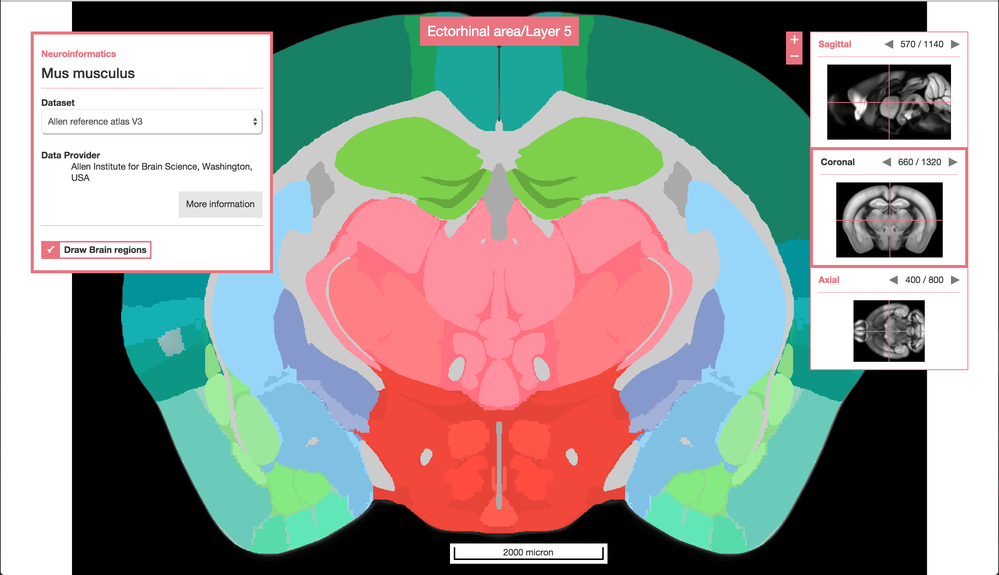 Ectorhinal area/Layer 5
Neuroinformatics
Mus musculus
Dataset
Allen reference atlas V3
Data Provider
Allen Institute for Brain Science, Washington,
USA
More information
Draw Brain regions
+
−
Sagittal 570 / 1140
Coronal 660 / 1320
Axial 400 / 800
2000 micron